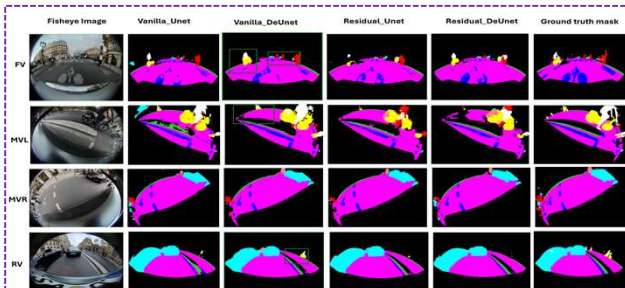 Fisheye Image Vanilla_Unet Vanilla_DeUnet Residual_Unet Residual_DeUnet Ground truth mask
FV
MVL
MVR
RV